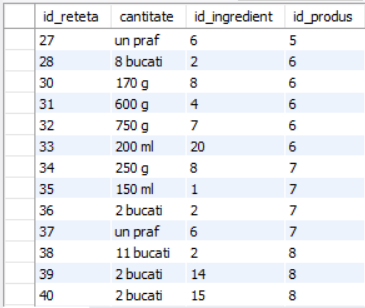 id_reteta cantitate id_ingredient id_produs
27 un praf 6 5
28 8 bucati 2 6
30 170 g 8 6
31 600 g 4 6
32 750 g 7 6
33 200 ml 20 6
34 250 g 8 7
35 150 ml 1 7
36 2 bucati 2 7
37 un praf 6 7
38 11 bucati 2 8
39 2 bucati 14 8
40 2 bucati 15 8